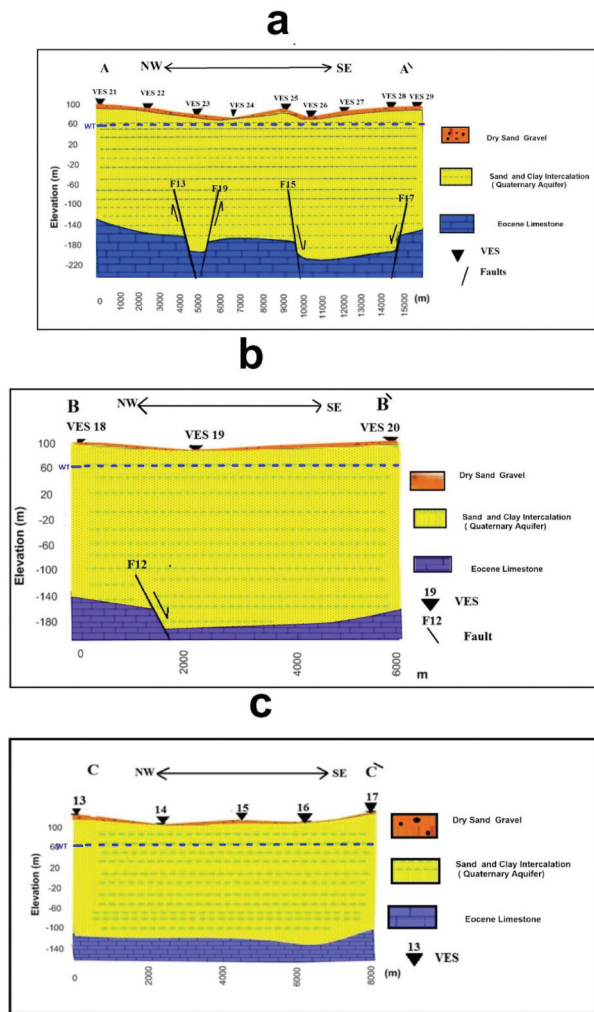 a
A NW SE A`
VES 21 VES 22 VES 23 VES 24 VES 25 VES 26 VES 27 VES 28 VES 29
100
60
20
-20
-60
-100
-140
-180
-220
WT
Elevation (m)
F13 F19 F15 F17
0 1000 2000 3000 4000 5000 6000 7000 8000 9000 10000 11000 12000 13000 14000 15000 (m)
Dry Sand Gravel
Sand and Clay Intercalation
( Quaternary Aquifer)
Eocene Limestone
VES
Faults
b
B NW SE B`
VES 18 VES 19 VES 20
100
60
20
-20
-60
-100
-140
-180
WT
Elevation (m)
F12
0 2000 4000 6000
m
Dry Sand Gravel
Sand and Clay Intercalation
( Quaternary Aquifer)
Eocene Limestone
19
VES
F12
Fault
c
C NW SE C`
13 14 15 16 17
100
60
20
-20
-60
-100
-140
WT
Elevation (m)
0 2000 4000 6000 8000 (m)
Dry Sand Gravel
Sand and Clay Intercalation
( Quaternary Aquifer)
Eocene Limestone
13
VES